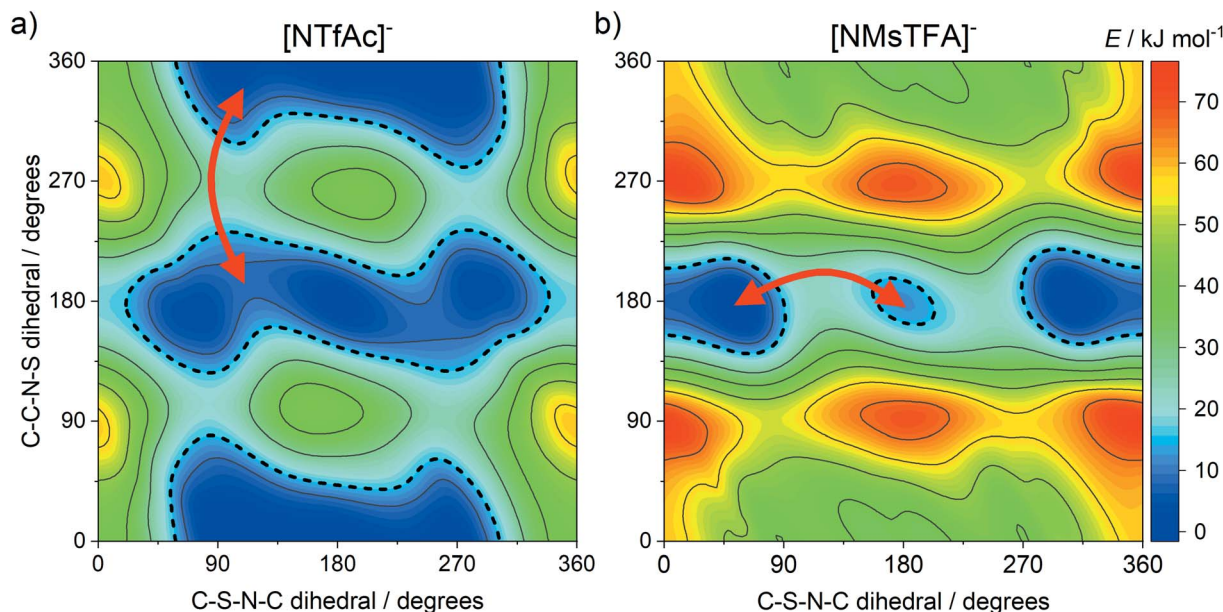 a)
[NTfAc]-
b)
[NMsTFA]-
E / kJ mol-1
C-C-N-S dihedral / degrees
360
270
180
90
0
0 90 180 270 360
C-S-N-C dihedral / degrees
360
270
180
90
0
0 90 180 270 360
C-S-N-C dihedral / degrees
70
60
50
40
30
20
10
0